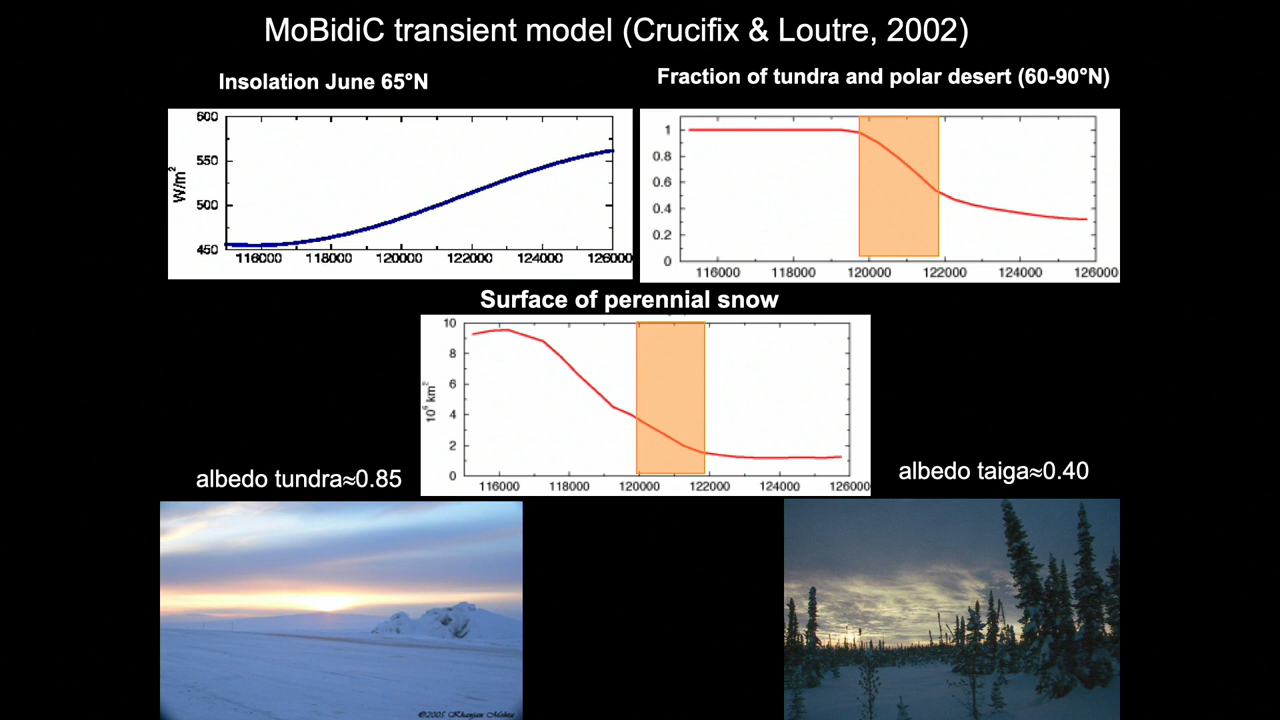 MoBidiC transient model (Crucifix & Loutre, 2002)
Insolation June 65°N
Fraction of tundra and polar desert (60-90°N)
600
550
500
450
W/m²
116000 118000 120000 122000 124000 126000
1
0.8
0.6
0.4
0.2
0
116000 118000 120000 122000 124000 126000
Surface of perennial snow
10
8
6
4
2
0
10⁶ km²
116000 118000 120000 122000 124000 126000
albedo tundra≈0.85
albedo taiga≈0.40
©2005 Khanjan Mehta